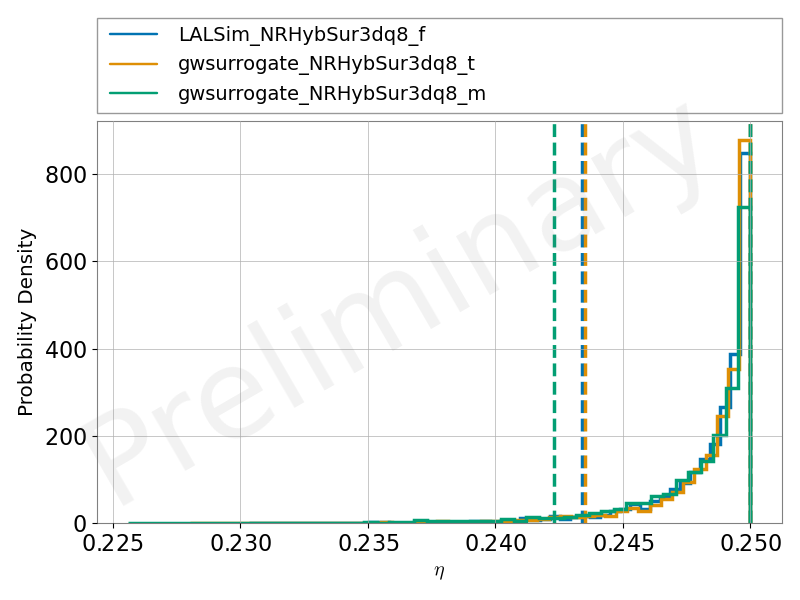 LALSim_NRHybSur3dq8_f
gwsurrogate_NRHybSur3dq8_t
gwsurrogate_NRHybSur3dq8_m
Preliminary
Probability Density
800
600
400
200
0
0.225 0.230 0.235 0.240 0.245 0.250
η